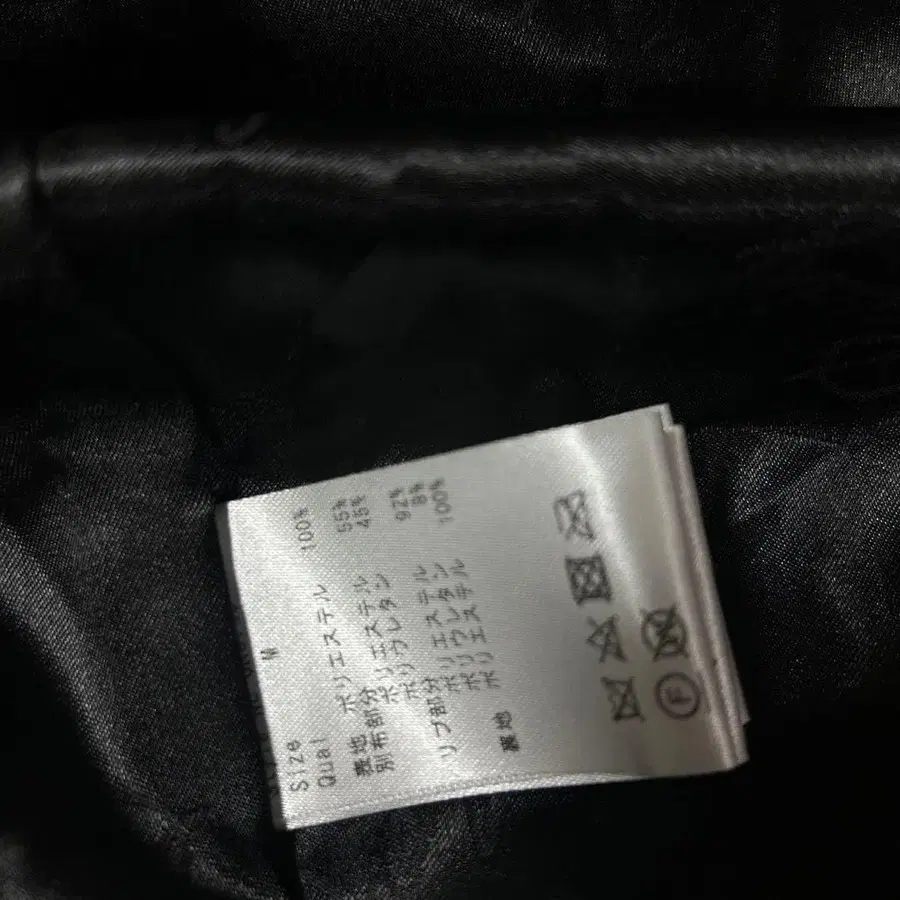 Size M
Qual
表地 ポリエステル 100%
別布部分 ポリエステル 55%
ポリウレタン 45%
リブ部分 ポリエステル 92%
ポリウレタン 8%
裏地 ポリエステル 100%
F